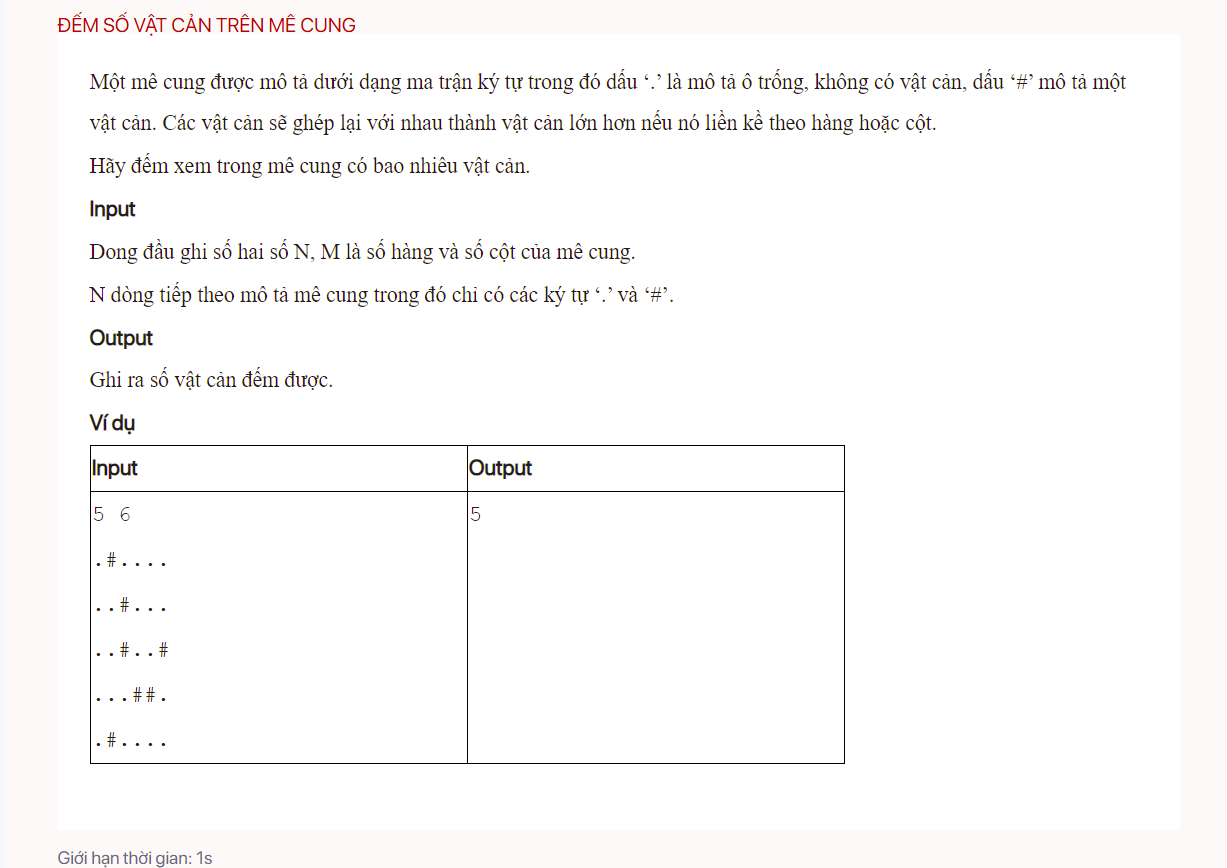 ĐẾM SỐ VẬT CẢN TRÊN MÊ CUNG
Một mê cung được mô tả dưới dạng ma trận ký tự trong đó dấu ‘.’ là mô tả ô trống, không có vật cản, dấu ‘#’ mô tả một
vật cản. Các vật cản sẽ ghép lại với nhau thành vật cản lớn hơn nếu nó liền kề theo hàng hoặc cột.
Hãy đếm xem trong mê cung có bao nhiêu vật cản.
Input
Dong đầu ghi số hai số N, M là số hàng và số cột của mê cung.
N dòng tiếp theo mô tả mê cung trong đó chỉ có các ký tự ‘.’ và ‘#’.
Output
Ghi ra số vật cản đếm được.
Ví dụ
Input Output
5 6 5
.#....
..#...
..#..#
...##.
.#....
Giới hạn thời gian: 1s